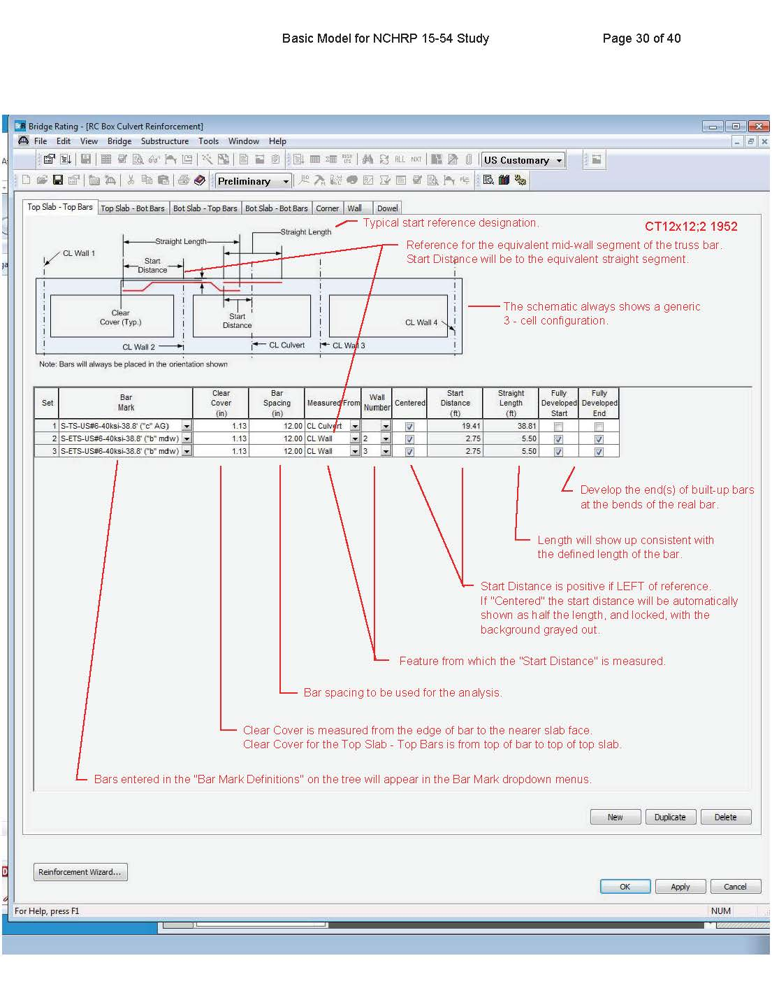 Basic Model for NCHRP 15-54 Study
Page 30 of 40
Bridge Rating - [RC Box Culvert Reinforcement]
File Edit View Bridge Substructure Tools Window Help
US Customary
Preliminary
Top Slab - Top Bars
Top Slab - Bot Bars
Bot Slab - Top Bars
Bot Slab - Bot Bars
Corner
Wall
Dowel
Typical start reference designation.
CT12x12;2 1952
Straight Length
Straight Length
Reference for the equivalent mid-wall segment of the truss bar.
Start Distance will be to the equivalent straight segment.
CL Wall 1
Start
Distance
The schematic always shows a generic
3 - cell configuration.
Clear
Cover (Typ.)
Start
Distance
CL Wall 4
CL Wall 2
CL Culvert
CL Wall 3
Note: Bars will always be placed in the orientation shown
Set
Bar
Mark
Clear
Cover
(in)
Bar
Spacing
(in)
Measured From
Wall
Number
Centered
Start
Distance
(ft)
Straight
Length
(ft)
Fully
Developed
Start
Fully
Developed
End
1 S-TS-US#6-40ksi-38.8' ("c" AG) 1.13 12.00 CL Culvert 19.41 38.81
2 S-ETS-US#6-40ksi-38.8' ("b" mdw) 1.13 12.00 CL Wall 2 2.75 5.50
3 S-ETS-US#6-40ksi-38.8' ("b" mdw) 1.13 12.00 CL Wall 3 2.75 5.50
Develop the end(s) of built-up bars
at the bends of the real bar.
Length will show up consistent with
the defined length of the bar.
Start Distance is positive if LEFT of reference.
If "Centered" the start distance will be automatically
shown as half the length, and locked, with the
background grayed out.
Feature from which the "Start Distance" is measured.
Bar spacing to be used for the analysis.
Clear Cover is measured from the edge of bar to the nearer slab face.
Clear Cover for the Top Slab - Top Bars is from top of bar to top of top slab.
Bars entered in the "Bar Mark Definitions" on the tree will appear in the Bar Mark dropdown menus.
New
Duplicate
Delete
Reinforcement Wizard...
OK
Apply
Cancel
For Help, press F1
NUM